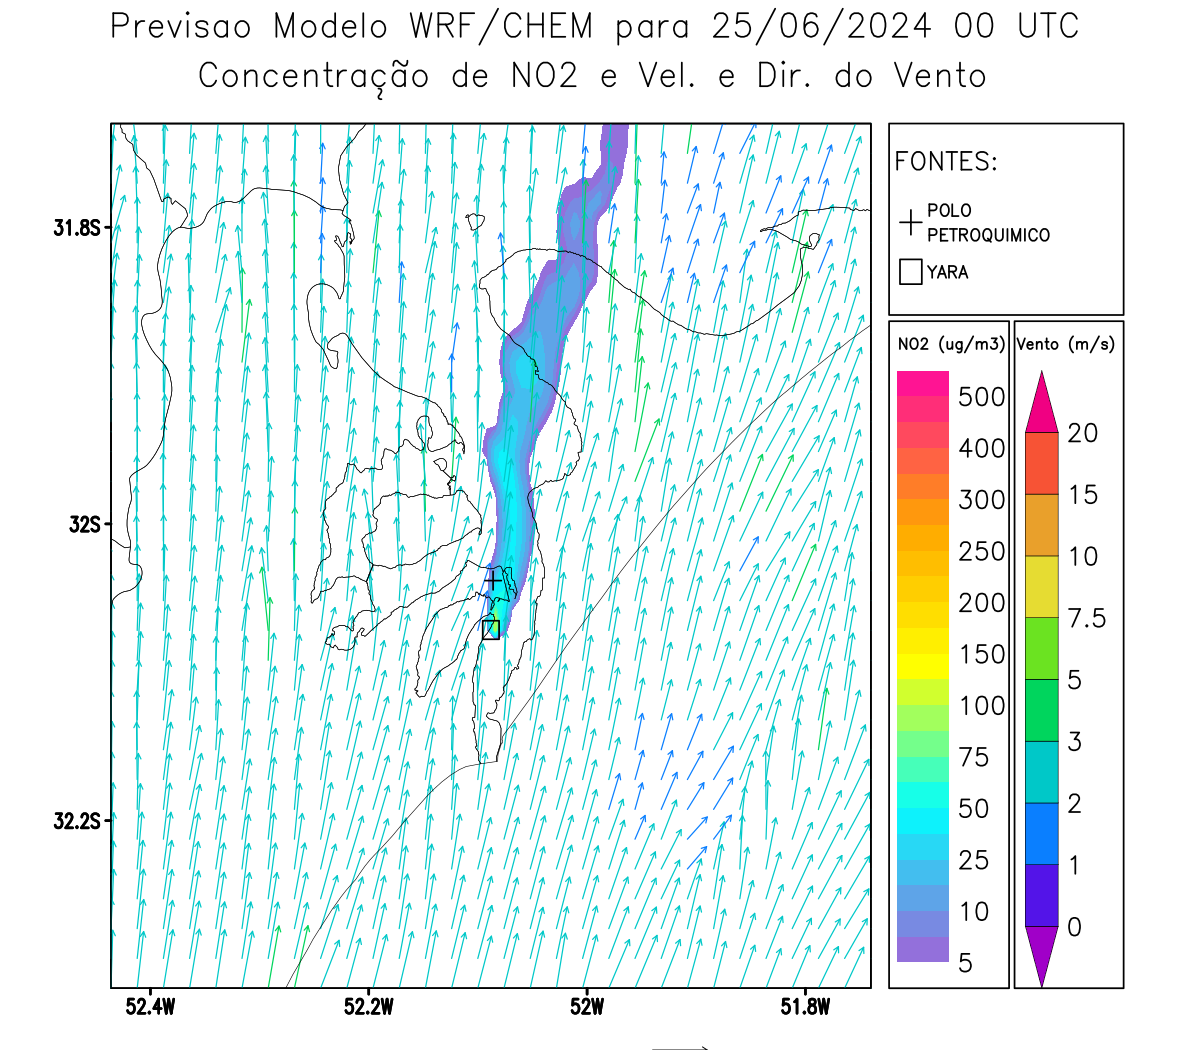 Previsao Modelo WRF/CHEM para 25/06/2024 00 UTC
Concentração de NO2 e Vel. e Dir. do Vento
FONTES:
POLO
PETROQUIMICO
YARA
NO2 (ug/m3)
500
400
300
250
200
150
100
75
50
25
10
5
Vento (m/s)
20
15
10
7.5
5
3
2
1
0
31.8S
32S
32.2S
52.4W
52.2W
52W
51.8W